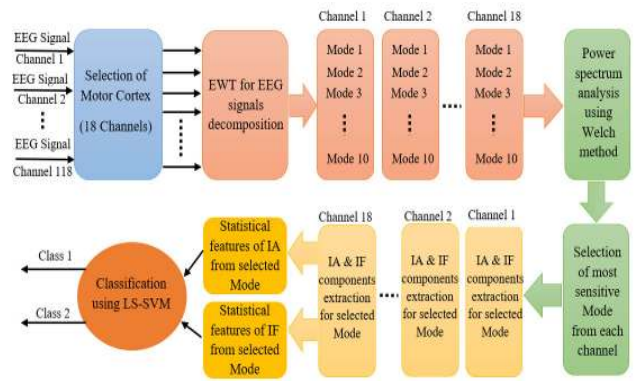 EEG Signal
Channel 1
EEG Signal
Channel 2
EEG Signal
Channel 118
Selection of
Motor Cortex
(18 Channels)
EWT for EEG
signals
decomposition
Channel 1
Mode 1
Mode 2
Mode 3
Mode 10
Channel 2
Mode 1
Mode 2
Mode 3
Mode 10
Channel 18
Mode 1
Mode 2
Mode 3
Mode 10
Power
spectrum
analysis
using
Welch
method
Selection
of most
sensitive
Mode
from each
channel
Channel 1
IA & IF
components
extraction
for selected
Mode
Channel 2
IA & IF
components
extraction
for selected
Mode
Channel 18
IA & IF
components
extraction
for selected
Mode
Statistical
features of IA
from selected
Mode
Statistical
features of IF
from selected
Mode
Classification
using LS-SVM
Class 1
Class 2